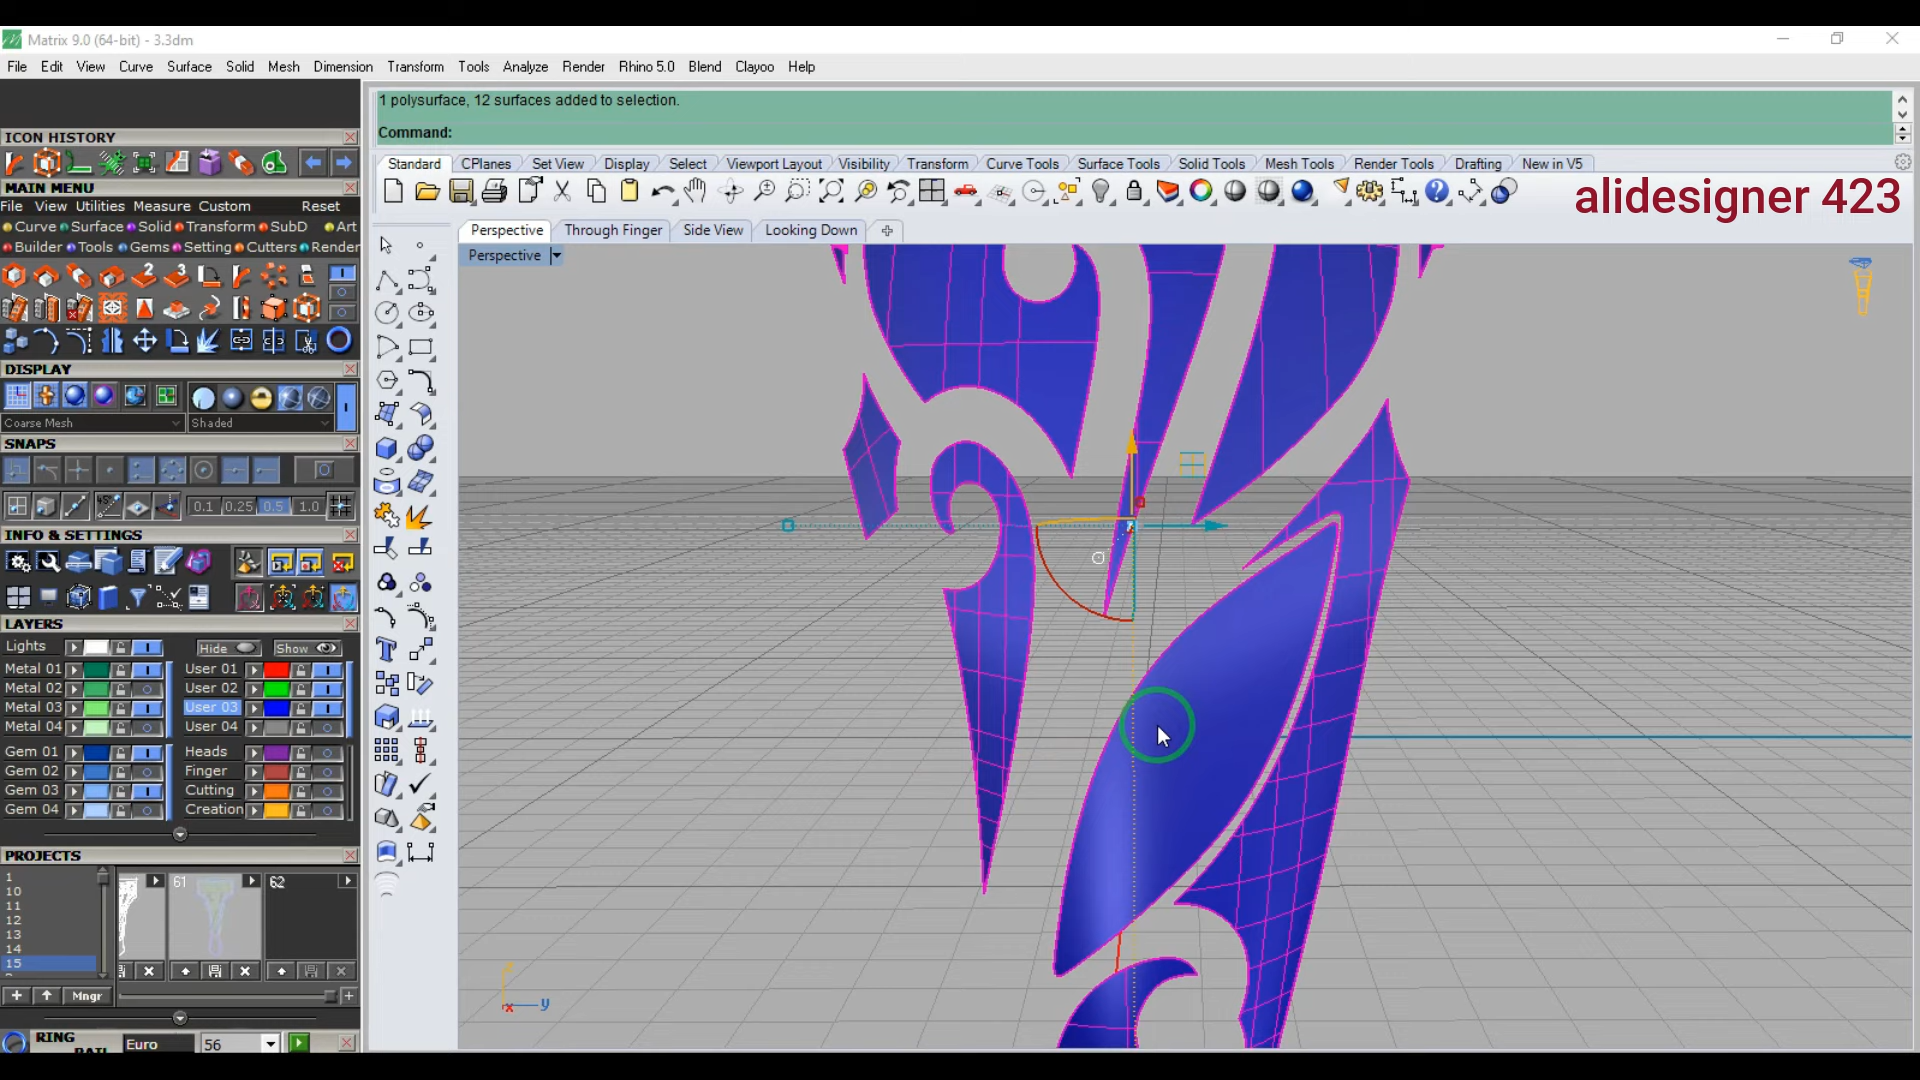 Matrix 9.0 (64-bit) - 3.3dm
File Edit View Curve Surface Solid Mesh Dimension Transform Tools Analyze Render Rhino 5.0 Blend Clayoo Help
1 polysurface, 12 surfaces added to selection.
Command:
ICON HISTORY
MAIN MENU
File View Utilities Measure Custom Reset
Curve Surface Solid Transform SubD Art
Builder Tools Gems Setting Cutters Render
DISPLAY
Coarse Mesh Shaded
SNAPS
0.1 0.25 0.5 1.0
INFO & SETTINGS
LAYERS
Lights Hide Show
Metal 01 User 01
Metal 02 User 02
Metal 03 User 03
Metal 04 User 04
Gem 01 Heads
Gem 02 Finger
Gem 03 Cutting
Gem 04 Creation
PROJECTS
1
10
11
12
13
14
15
61 62
Mngr
RING
RAIL
Euro 56
Standard CPlanes Set View Display Select Viewport Layout Visibility Transform Curve Tools Surface Tools Solid Tools Mesh Tools Render Tools Drafting New in V5
alidesigner 423
Perspective Through Finger Side View Looking Down
Perspective
x y